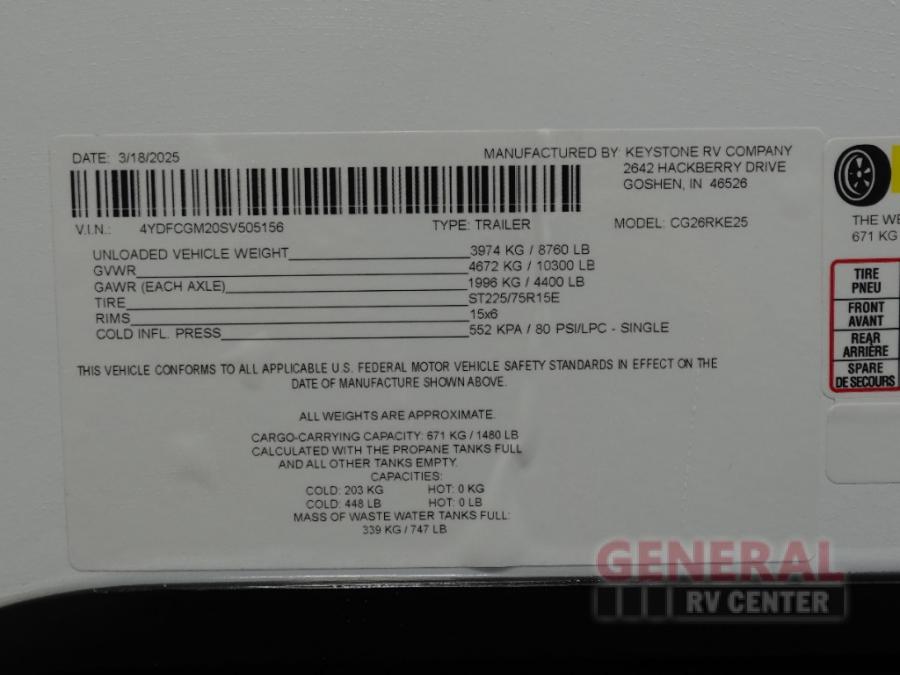 DATE: 3/18/2025
MANUFACTURED BY: KEYSTONE RV COMPANY
2642 HACKBERRY DRIVE
GOSHEN, IN 46526
V.I.N.: 4YDFCGM20SV505156 TYPE: TRAILER MODEL: CG26RKE25
UNLOADED VEHICLE WEIGHT 3974 KG / 8760 LB
GVWR 4672 KG / 10300 LB
GAWR (EACH AXLE) 1996 KG / 4400 LB
TIRE ST225/75R15E
RIMS 15x6
COLD INFL. PRESS 552 KPA / 80 PSI/LPC - SINGLE
THIS VEHICLE CONFORMS TO ALL APPLICABLE U.S. FEDERAL MOTOR VEHICLE SAFETY STANDARDS IN EFFECT ON THE
DATE OF MANUFACTURE SHOWN ABOVE.
ALL WEIGHTS ARE APPROXIMATE.
CARGO-CARRYING CAPACITY: 671 KG / 1480 LB
CALCULATED WITH THE PROPANE TANKS FULL
AND ALL OTHER TANKS EMPTY.
CAPACITIES:
COLD: 203 KG HOT: 0 KG
COLD: 448 LB HOT: 0 LB
MASS OF WASTE WATER TANKS FULL:
339 KG / 747 LB
THE WE
671 KG
TIRE
PNEU
FRONT
AVANT
REAR
ARRIÈRE
SPARE
DE SECOURS
GENERAL
RV CENTER